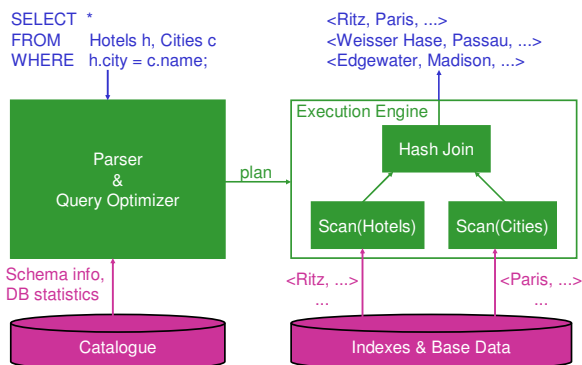 SELECT *
FROM Hotels h, Cities c
WHERE h.city = c.name;
<Ritz, Paris, ...>
<Weisser Hase, Passau, ...>
<Edgewater, Madison, ...>
Parser
&
Query Optimizer
plan
Execution Engine
Hash Join
Scan(Hotels)
Scan(Cities)
Schema info,
DB statistics
<Ritz, ...>
...
<Paris, ...>
...
Catalogue
Indexes & Base Data